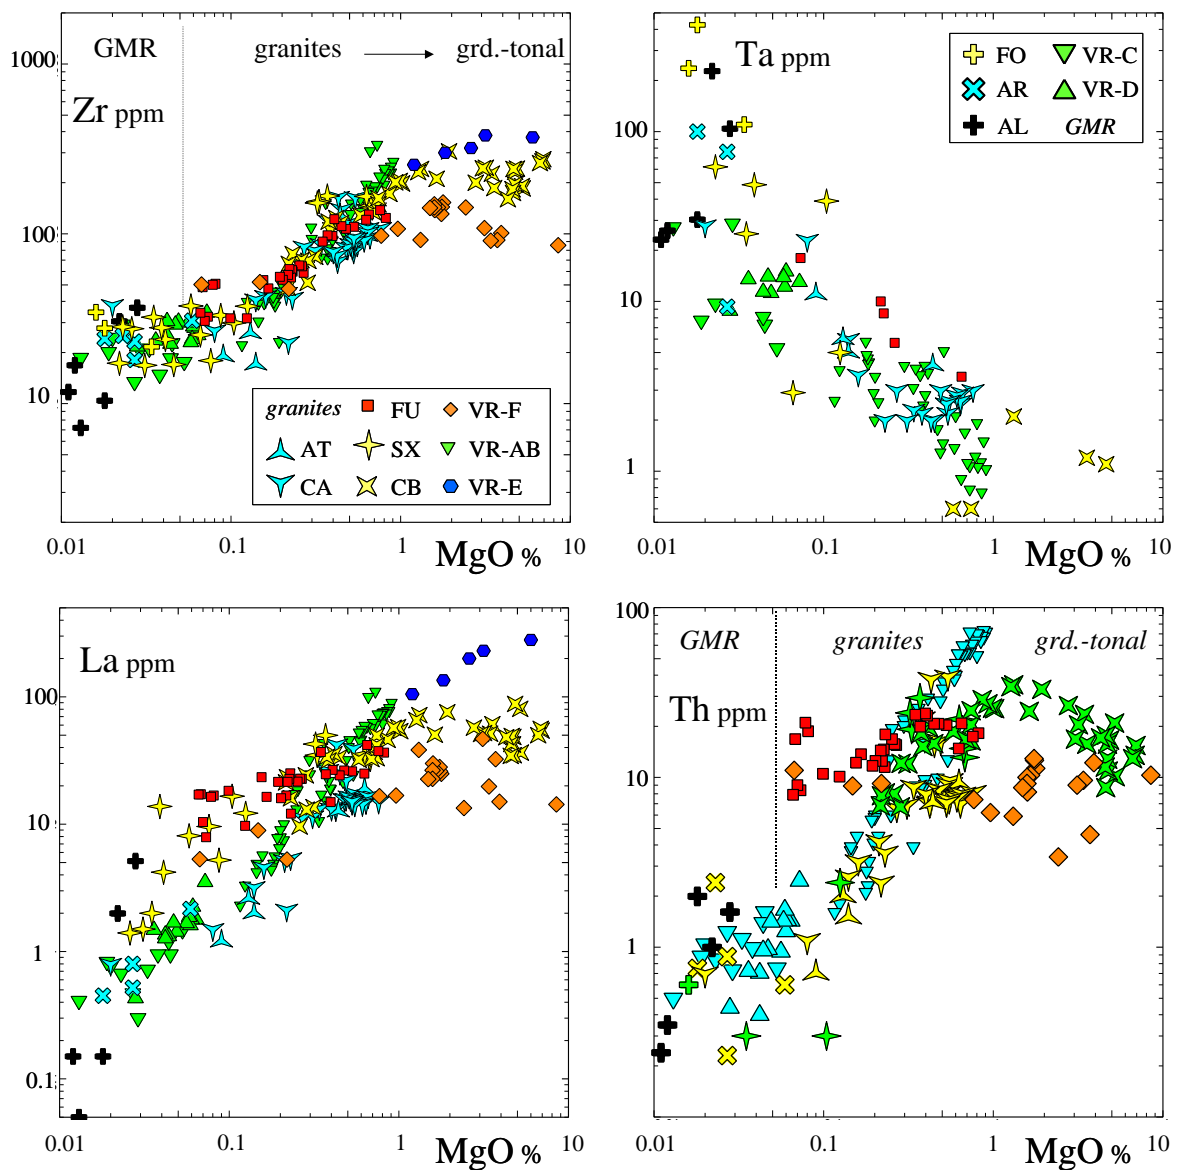 GMR granites grd.-tonal
1000
Zr ppm
100
10
granites FU VR-F
AT SX VR-AB
CA CB VR-E
0.01 0.1 1 10
MgO %
Ta ppm
FO VR-C
AR VR-D
AL GMR
100
10
1
0.01 0.1 1 10
MgO %
La ppm
100
10
1
0.1
0.01 0.1 1 10
MgO %
100
GMR granites grd.-tonal
Th ppm
10
1
0.01 0.1 1 10
MgO %